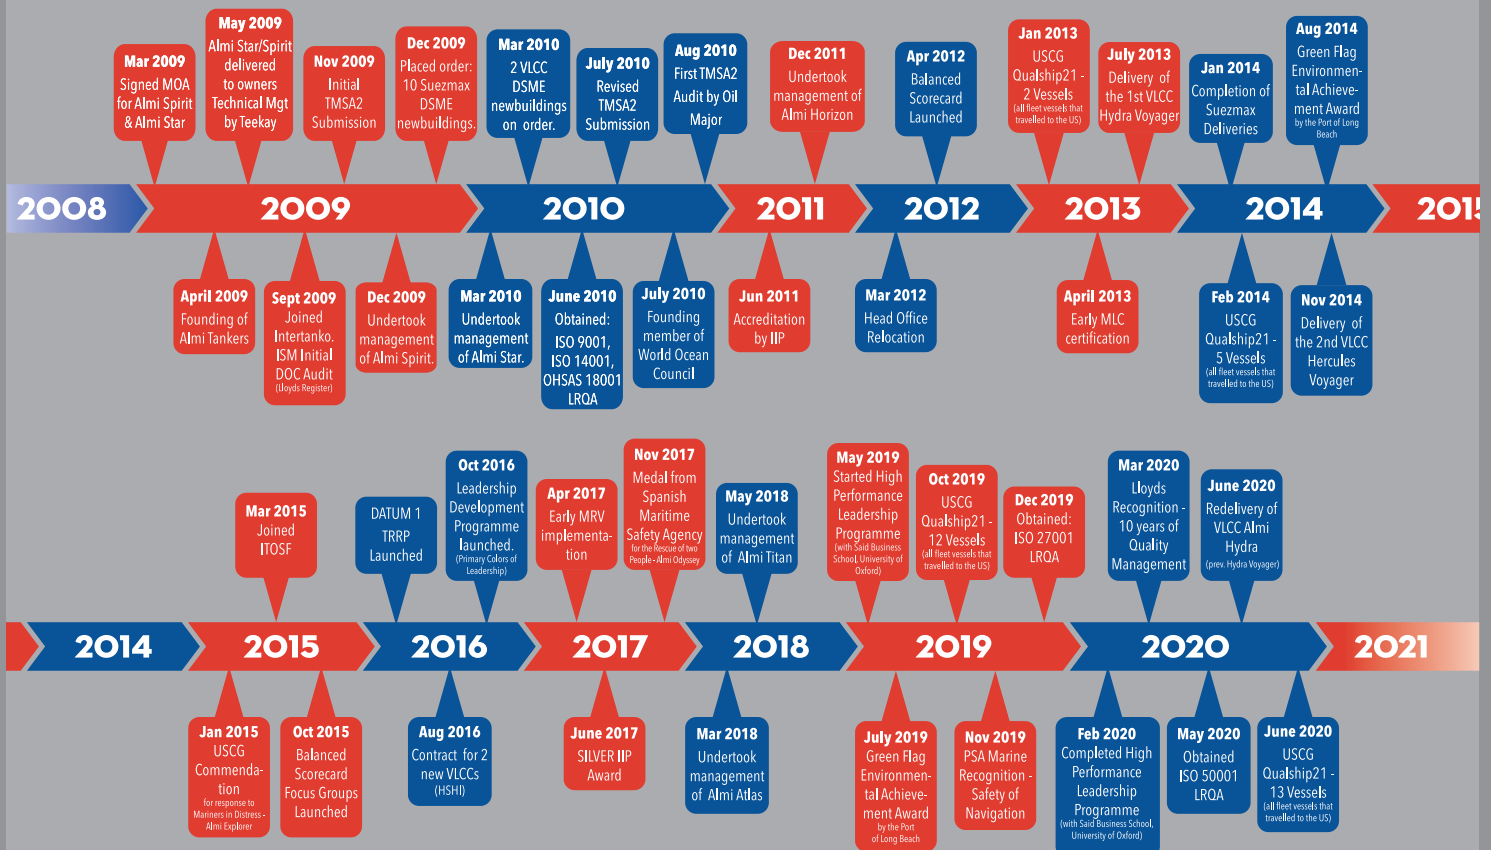 Mar 2009
Signed MOA
for Almi Spirit
& Almi Star
May 2009
Almi Star/Spirit
delivered
to owners
Technical Mgt
by Teekay
Nov 2009
Initial
TMSA2
Submission
Dec 2009
Placed order:
10 Suezmax
DSME
newbuildings.
Mar 2010
2 VLCC
DSME
newbuildings
on order.
July 2010
Revised
TMSA2
Submission
Aug 2010
First TMSA2
Audit by Oil
Major
Dec 2011
Undertook
management of
Almi Horizon
Apr 2012
Balanced
Scorecard
Launched
Jan 2013
USCG
Qualship21 -
2 Vessels
(all fleet vessels that
travelled to the US)
July 2013
Delivery of
the 1st VLCC
Hydra Voyager
Jan 2014
Completion of
Suezmax
Deliveries
Aug 2014
Green Flag
Environmen-
tal Achieve-
ment Award
by the Port of Long
Beach
2008
2009
2010
2011
2012
2013
2014
2015
April 2009
Founding of
Almi Tankers
Sept 2009
Joined
Intertanko.
ISM Initial
DOC Audit
(Lloyds Register)
Dec 2009
Undertook
management
of Almi Spirit.
Mar 2010
Undertook
management
of Almi Star.
June 2010
Obtained:
ISO 9001,
ISO 14001,
OHSAS 18001
LRQA
July 2010
Founding
member of
World Ocean
Council
Jun 2011
Accreditation
by IIP
Mar 2012
Head Office
Relocation
April 2013
Early MLC
certification
Feb 2014
USCG
Qualship21 -
5 Vessels
(all fleet vessels that
travelled to the US)
Nov 2014
Delivery of
the 2nd VLCC
Hercules
Voyager
Mar 2015
Joined
ITOSF
DATUM 1
TRRP
Launched
Oct 2016
Leadership
Development
Programme
launched.
(Primary Colors of
Leadership)
Apr 2017
Early MRV
implementa-
tion
Nov 2017
Medal from
Spanish
Maritime
Safety Agency
for the Rescue of two
People - Almi Odyssey
May 2018
Undertook
management
of Almi Titan
May 2019
Started High
Performance
Leadership
Programme
(with Said Business
School, University of
Oxford)
Oct 2019
USCG
Qualship21 -
12 Vessels
(all fleet vessels that
travelled to the US)
Dec 2019
Obtained:
ISO 27001
LRQA
Mar 2020
Lloyds
Recognition -
10 years of
Quality
Management
June 2020
Redelivery of
VLCC Almi
Hydra
(prev. Hydra Voyager)
2014
2015
2016
2017
2018
2019
2020
2021
Jan 2015
USCG
Commenda-
tion
for response to
Mariners in Distress -
Almi Explorer
Oct 2015
Balanced
Scorecard
Focus Groups
Launched
Aug 2016
Contract for 2
new VLCCs
(HSHI)
June 2017
SILVER IIP
Award
Mar 2018
Undertook
management
of Almi Atlas
July 2019
Green Flag
Environmen-
tal Achieve-
ment Award
by the Port
of Long Beach
Nov 2019
PSA Marine
Recognition -
Safety of
Navigation
Feb 2020
Completed High
Performance
Leadership
Programme
(with Said Business School,
University of Oxford)
May 2020
Obtained
ISO 50001
LRQA
June 2020
USCG
Qualship21 -
13 Vessels
(all fleet vessels that
travelled to the US)